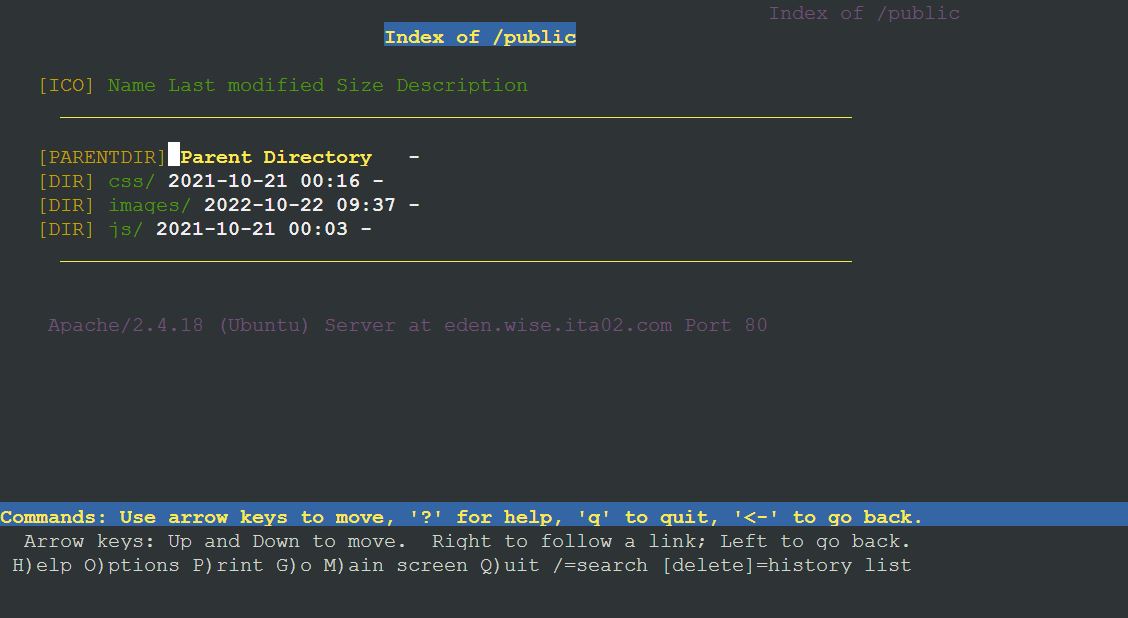 Index of /public
Index of /public
[ICO] Name Last modified Size Description
[PARENTDIR] Parent Directory -
[DIR] css/ 2021-10-21 00:16 -
[DIR] images/ 2022-10-22 09:37 -
[DIR] js/ 2021-10-21 00:03 -
Apache/2.4.18 (Ubuntu) Server at eden.wise.ita02.com Port 80
Commands: Use arrow keys to move, '?' for help, 'q' to quit, '<-' to go back.
Arrow keys: Up and Down to move. Right to follow a link; Left to go back.
H)elp O)ptions P)rint G)o M)ain screen Q)uit /=search [delete]=history list